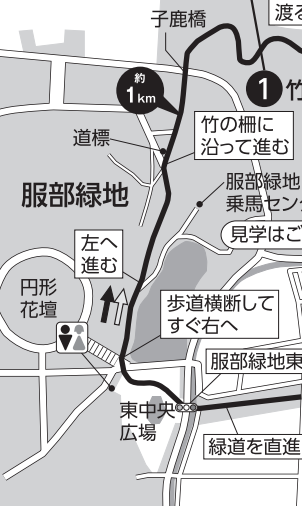 渡る
子鹿橋
約
1km
1 竹
竹の柵に
沿って進む
道標
服部緑地
乗馬セン
服部緑地
見学はご
左へ
進む
円形
花壇
歩道横断して
すぐ右へ
服部緑地東
東中央
広場
緑道を直進